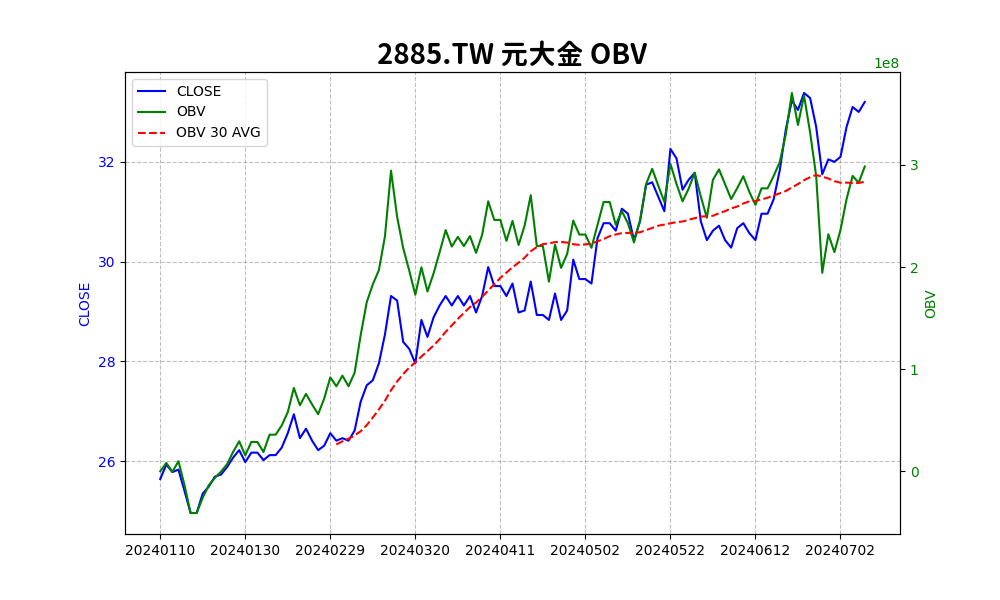 2885.TW 元大金 OBV
1e8
CLOSE
OBV
OBV 30 AVG
32
30
28
26
CLOSE
3
2
1
0
OBV
20240110 20240130 20240229 20240320 20240411 20240502 20240522 20240612 20240702